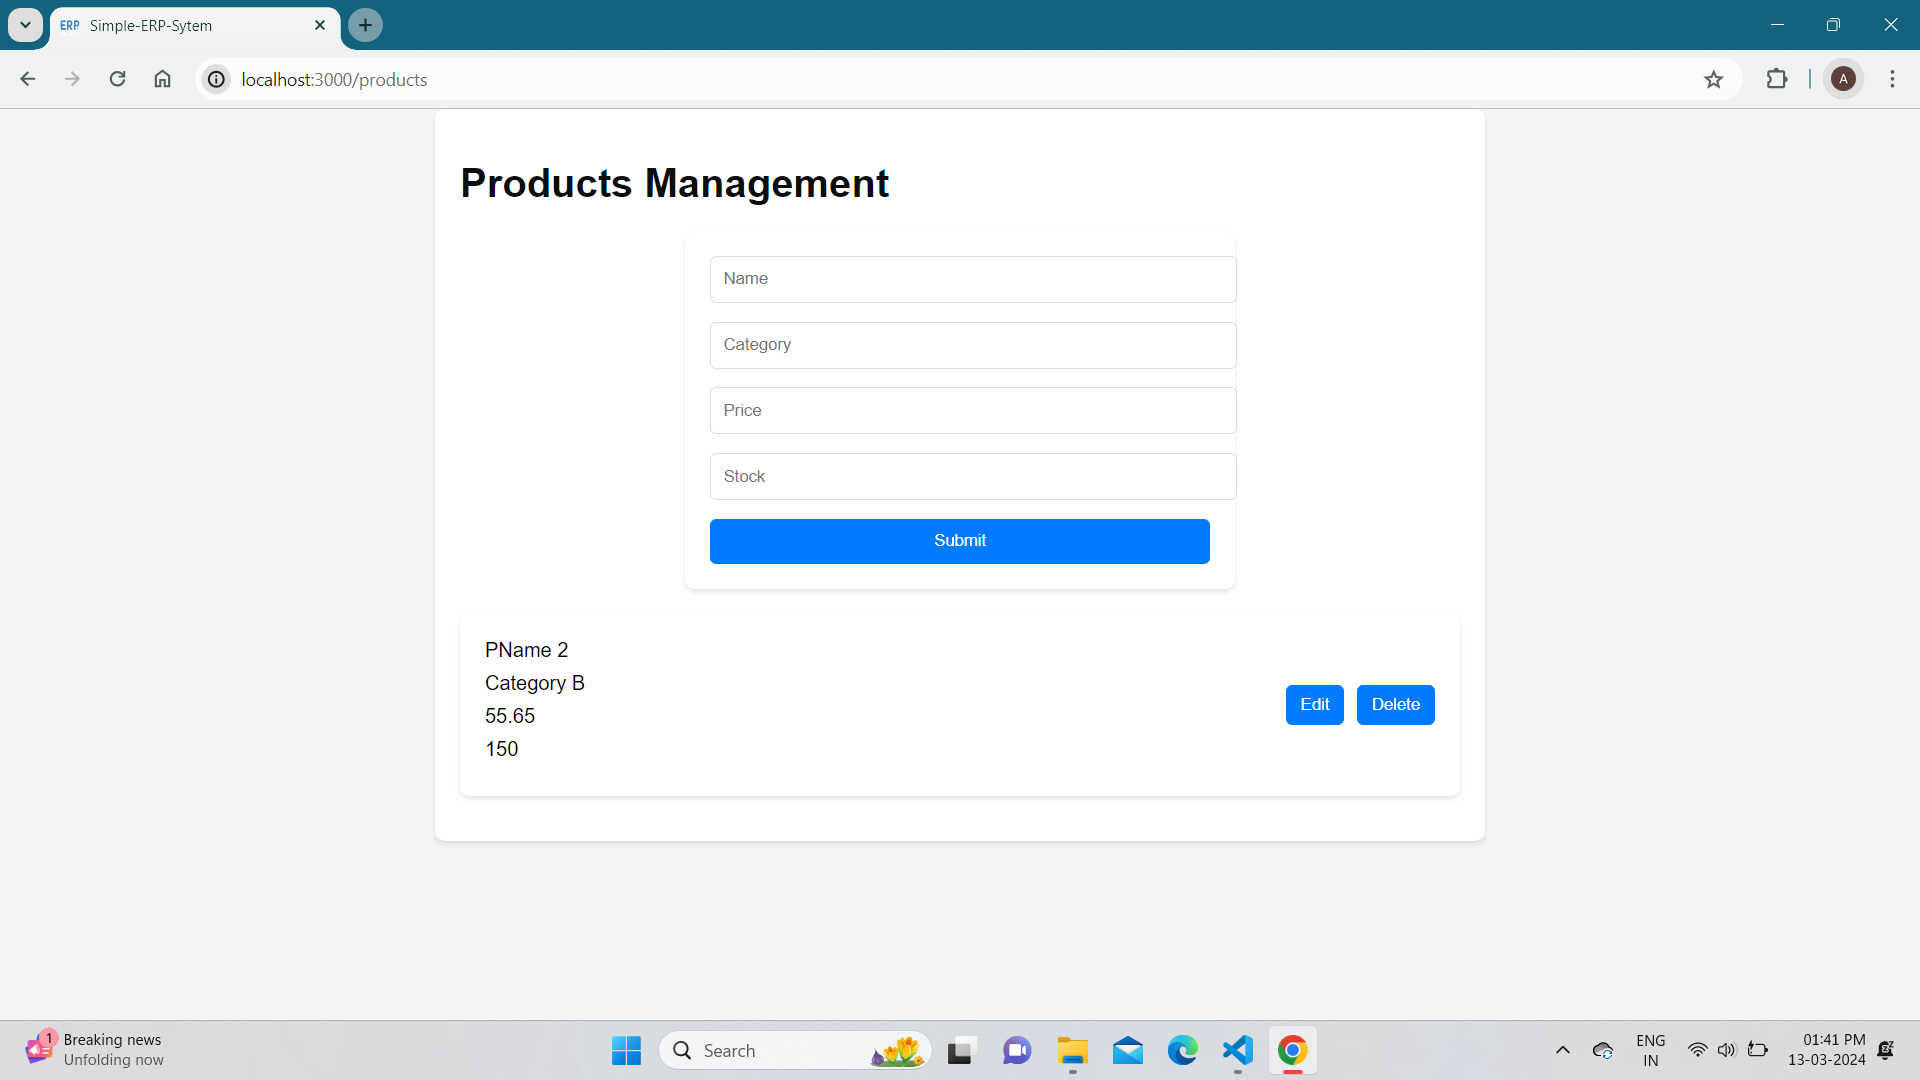 ERP Simple-ERP-Sytem
localhost:3000/products
A
Products Management
Name
Category
Price
Stock
Submit
PName 2
Category B
55.65
150
Edit Delete
1
Breaking news
Unfolding now
Search
ENG
IN
01:41 PM
13-03-2024